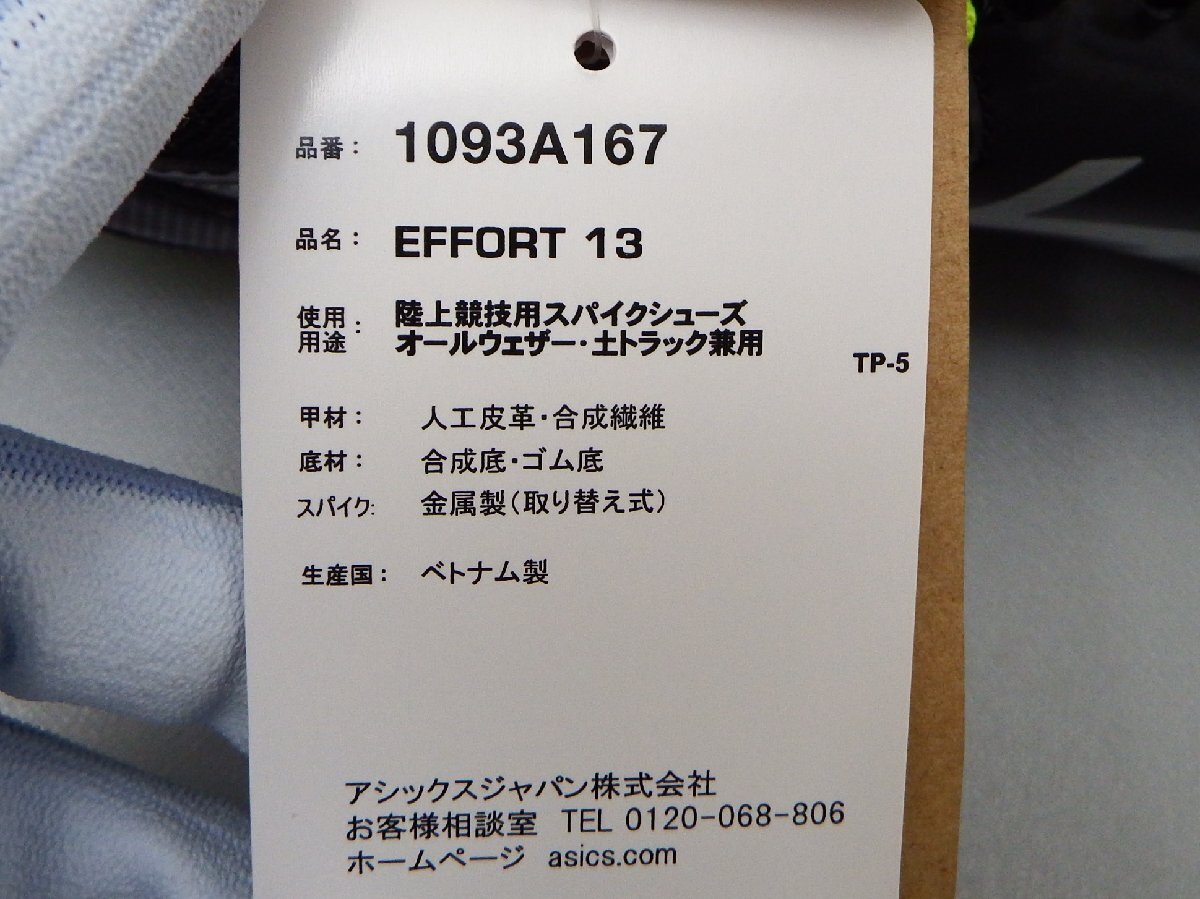 品番： 1093A167
品名： EFFORT 13
使用用途： 陸上競技用スパイクシューズ
オールウェザー・土トラック兼用
TP-5
甲材： 人工皮革・合成繊維
底材： 合成底・ゴム底
スパイク: 金属製（取り替え式）
生産国： ベトナム製
アシックスジャパン株式会社
お客様相談室 TEL 0120-068-806
ホームページ asics.com